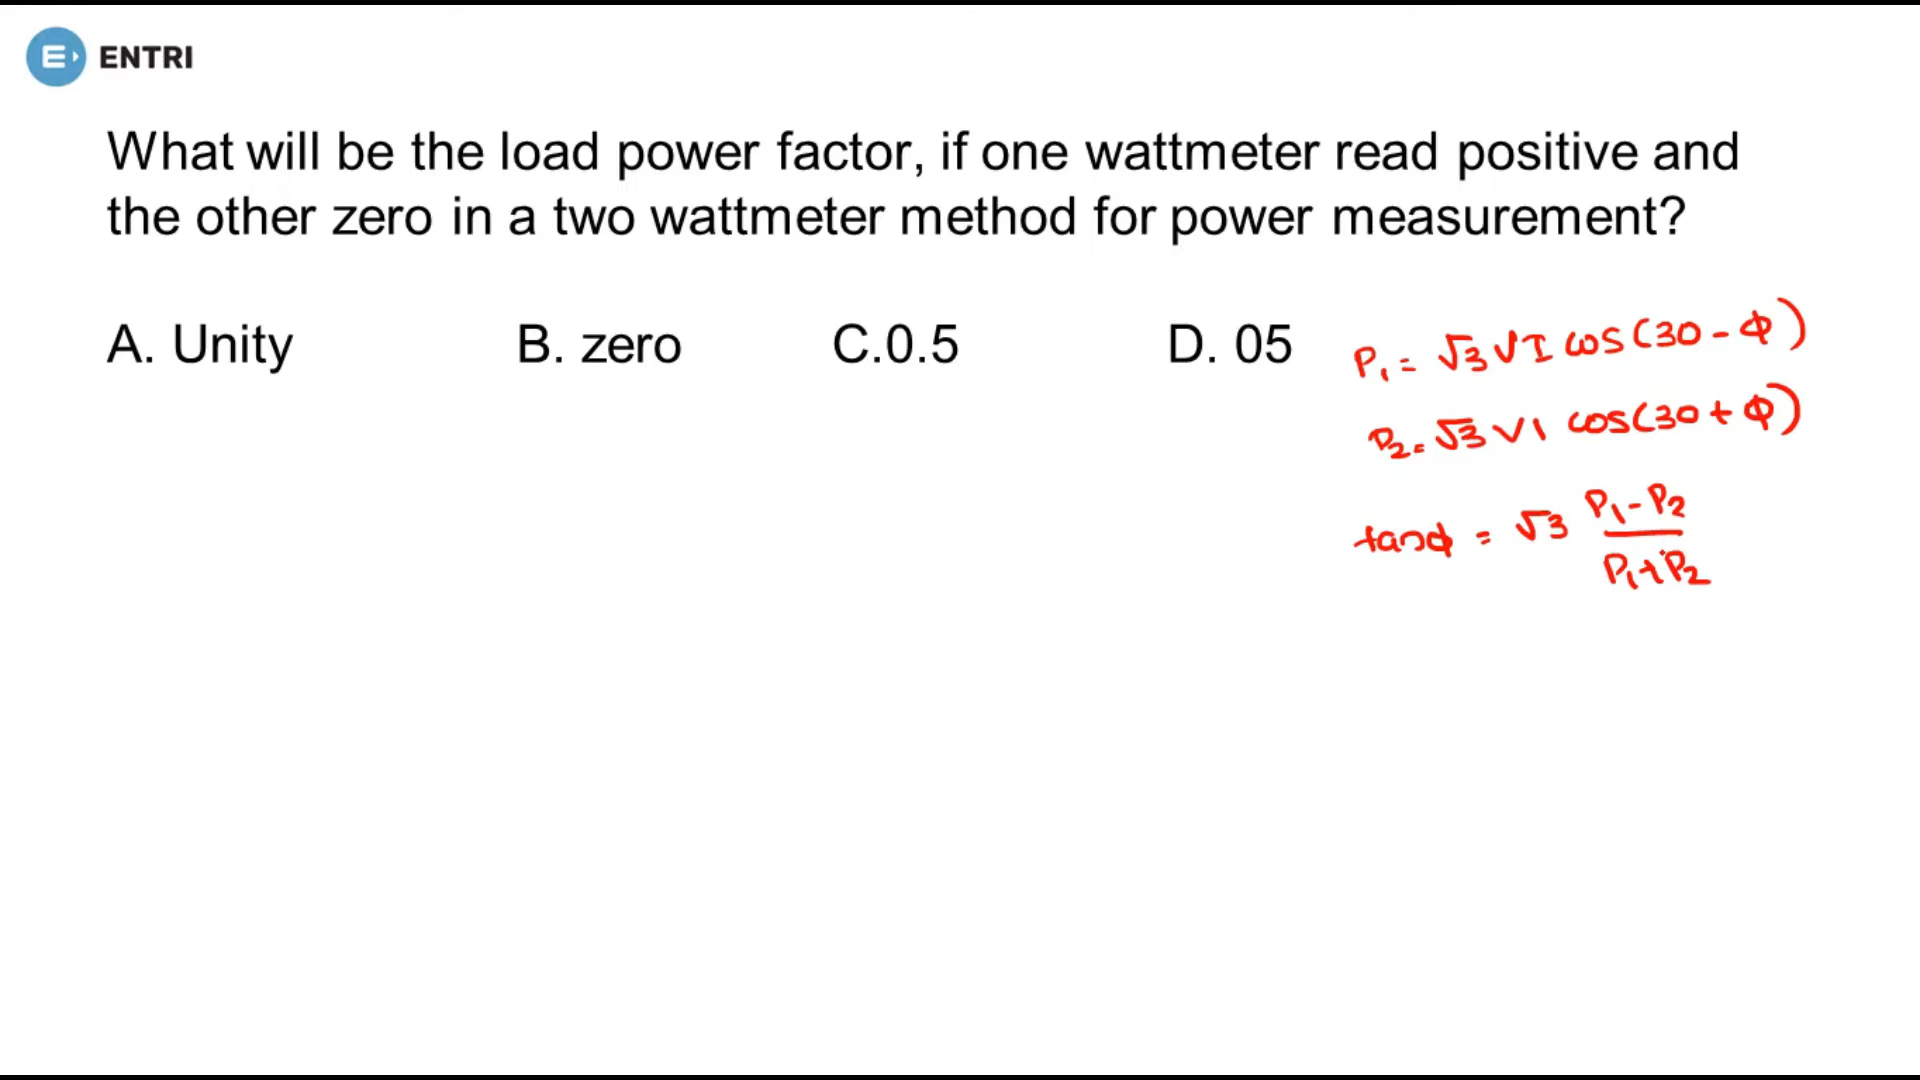 ENTRI
What will be the load power factor, if one wattmeter read positive and
the other zero in a two wattmeter method for power measurement?
A. Unity B. zero C.0.5 D. 05
P₁ = √3 VI cos(30 - Φ)
P₂ = √3 VI cos(30 + Φ)
tanΦ = √3 (P₁ - P₂) / (P₁ + P₂)